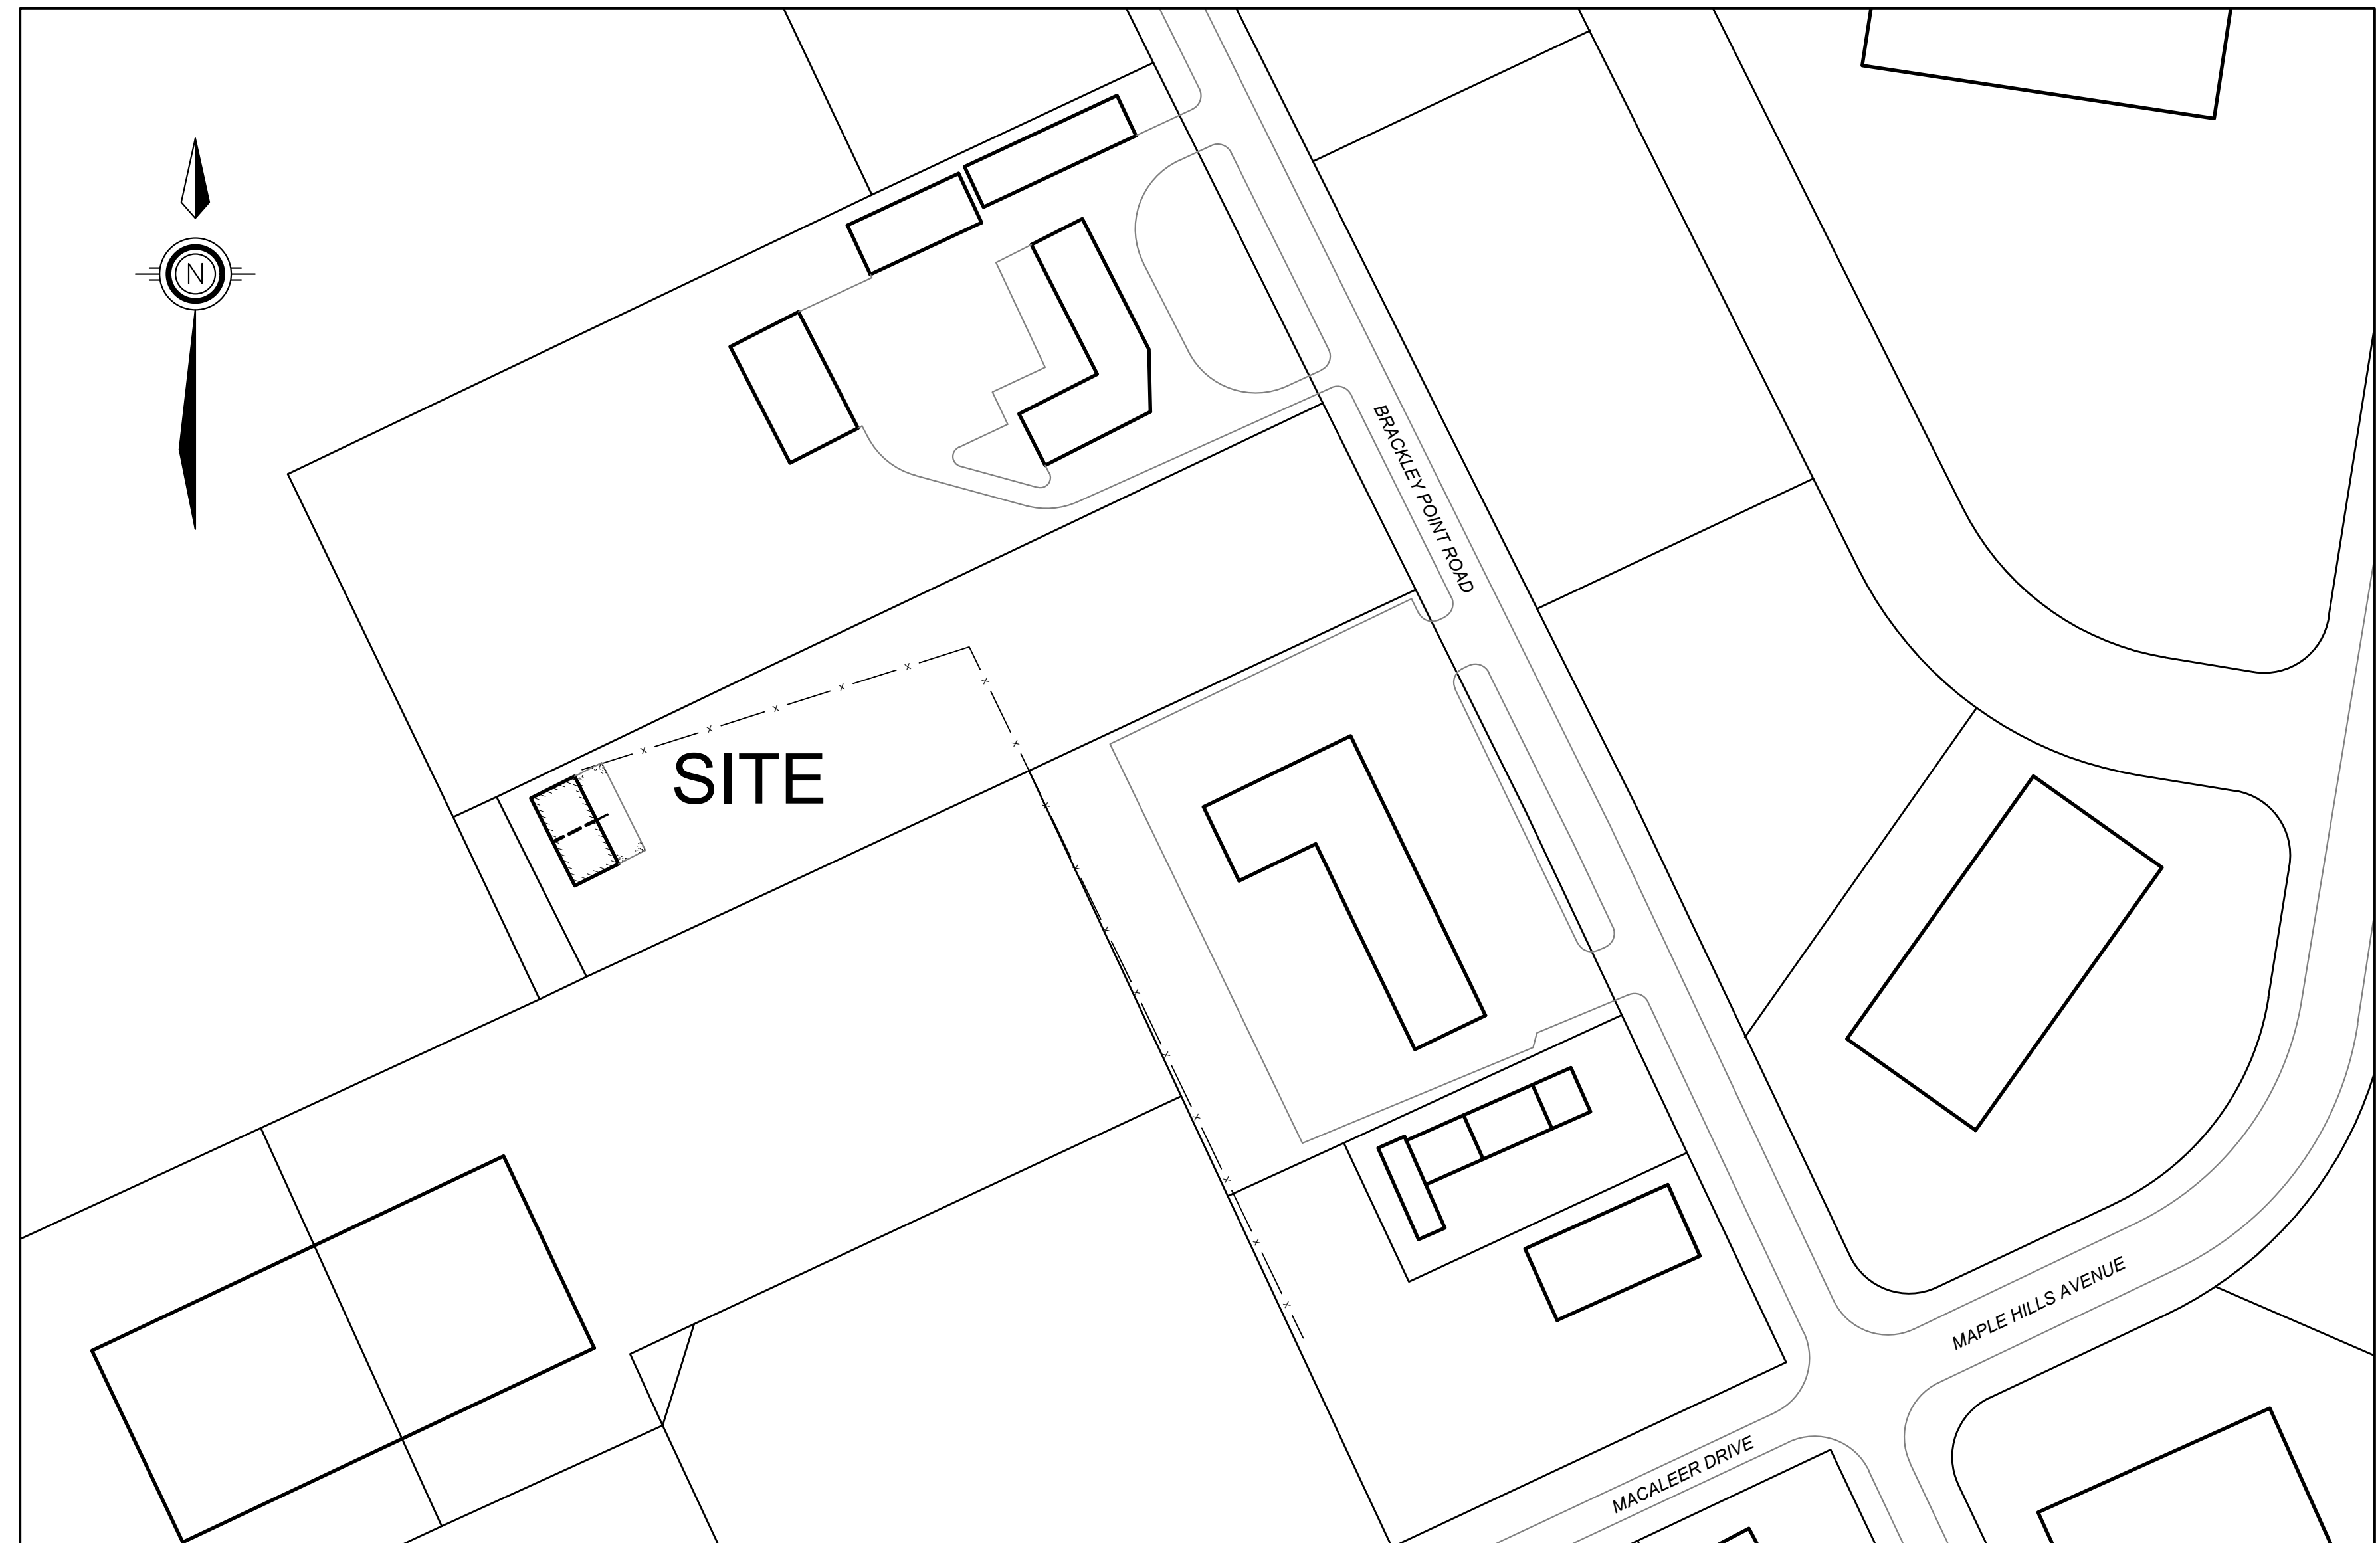 N
BRACKLEY POINT ROAD
SITE
MAPLE HILLS AVENUE
MACALEER DRIVE